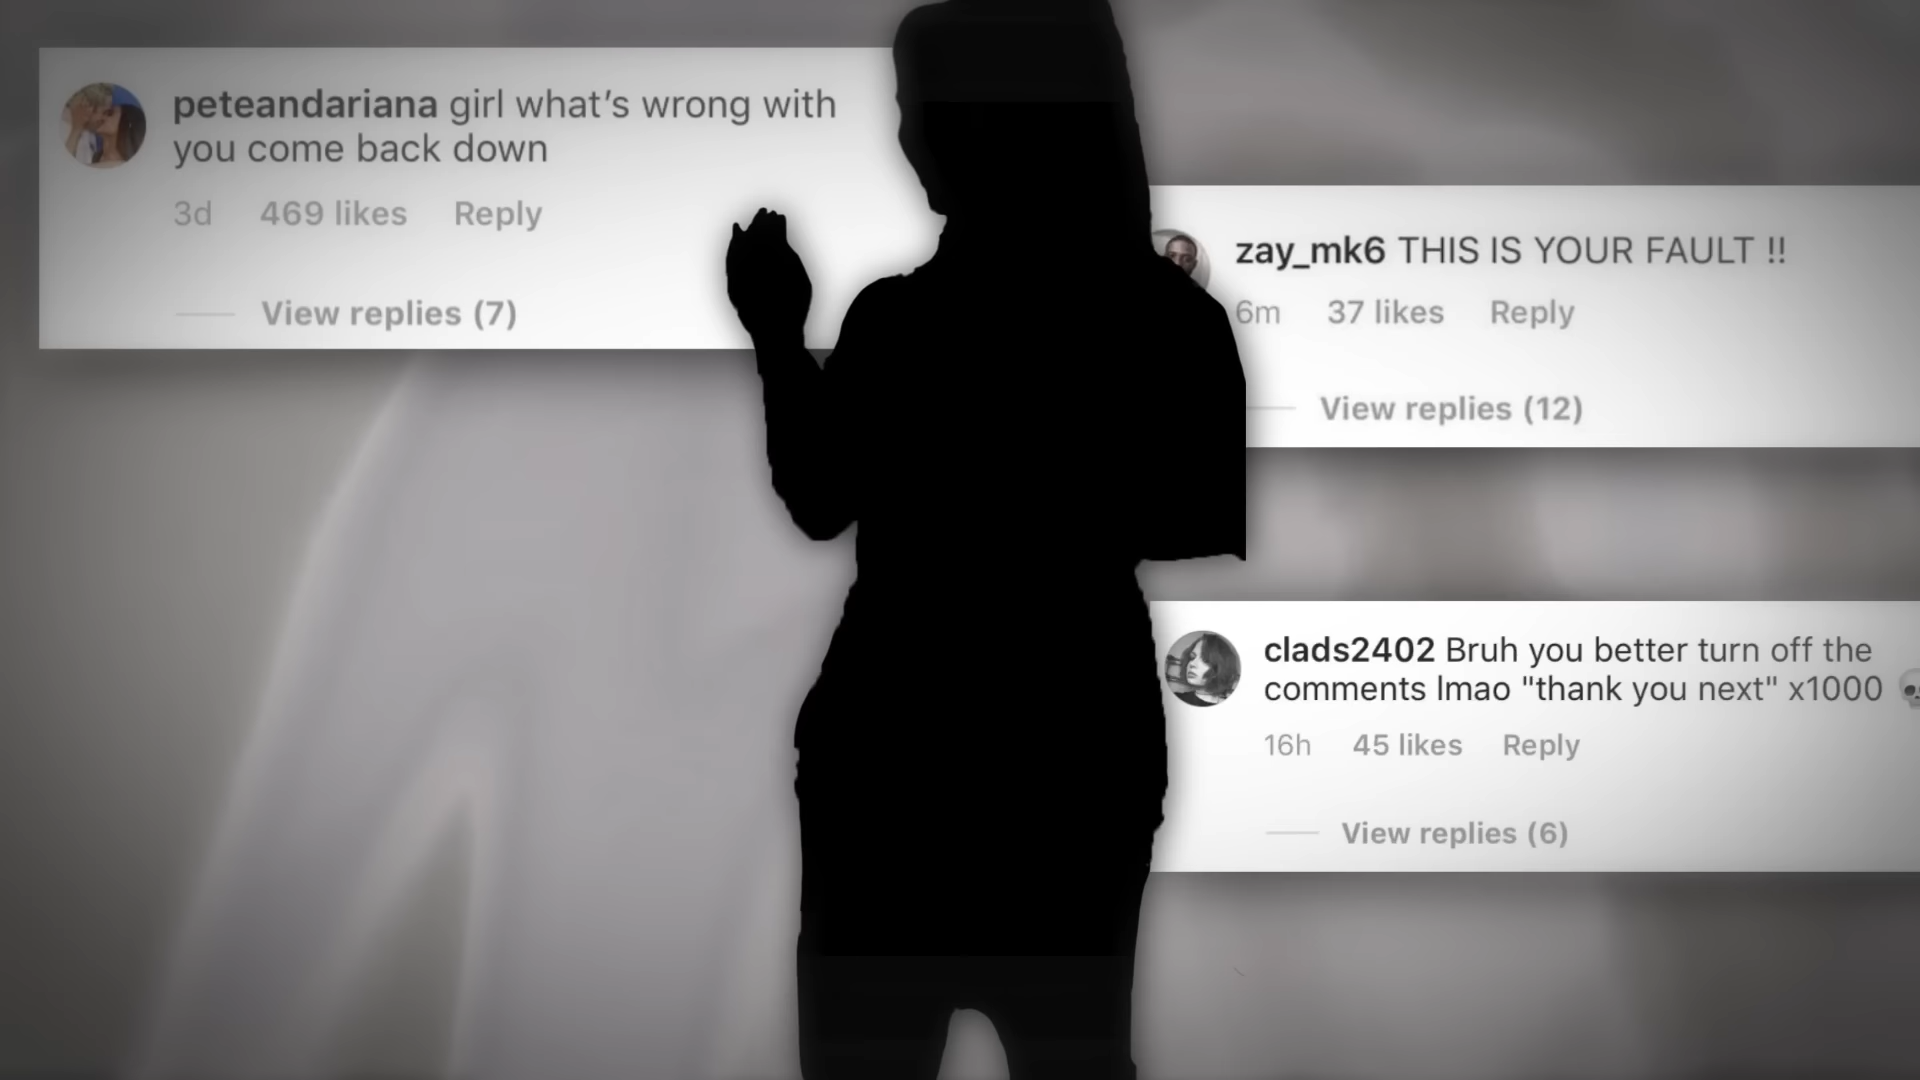 peteandariana girl what's wrong with
you come back down
3d 469 likes Reply
View replies (7)
zay_mk6 THIS IS YOUR FAULT !!
6m 37 likes Reply
View replies (12)
clads2402 Bruh you better turn off the
comments lmao "thank you next" x1000 💀
16h 45 likes Reply
View replies (6)